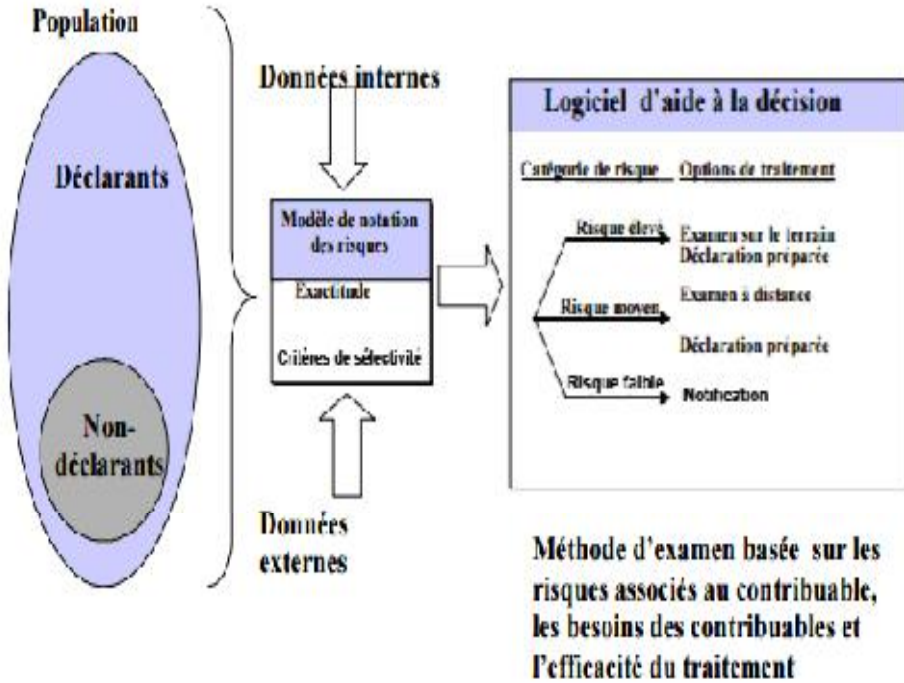 Population
Déclarants
Non-
déclarants
Données internes
Modèle de notation
des risques
Exactitude
Critères de sélectivité
Données
externes
Logiciel d'aide à la décision
Catégorie de risque Options de traitement
Risque élevé Examen sur le terrain
Déclaration préparée
Risque moyen Examen à distance
Déclaration préparée
Risque faible Notification
Méthode d'examen basée sur les
risques associés au contribuable,
les besoins des contribuables et
l'efficacité du traitement